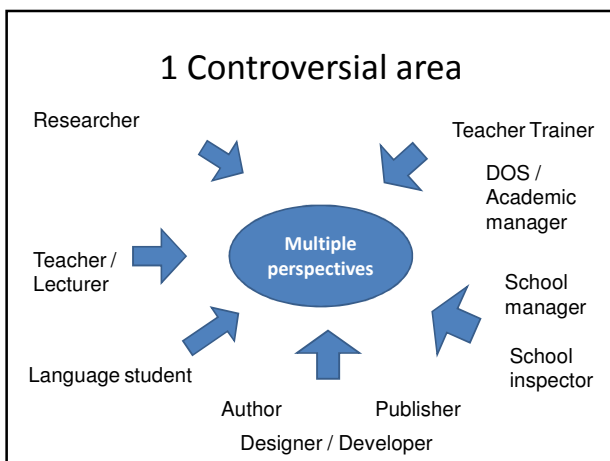 1 Controversial area
Researcher
Teacher Trainer
DOS /
Academic
manager
Multiple
perspectives
Teacher /
Lecturer
School
manager
School
inspector
Language student
Author
Publisher
Designer / Developer